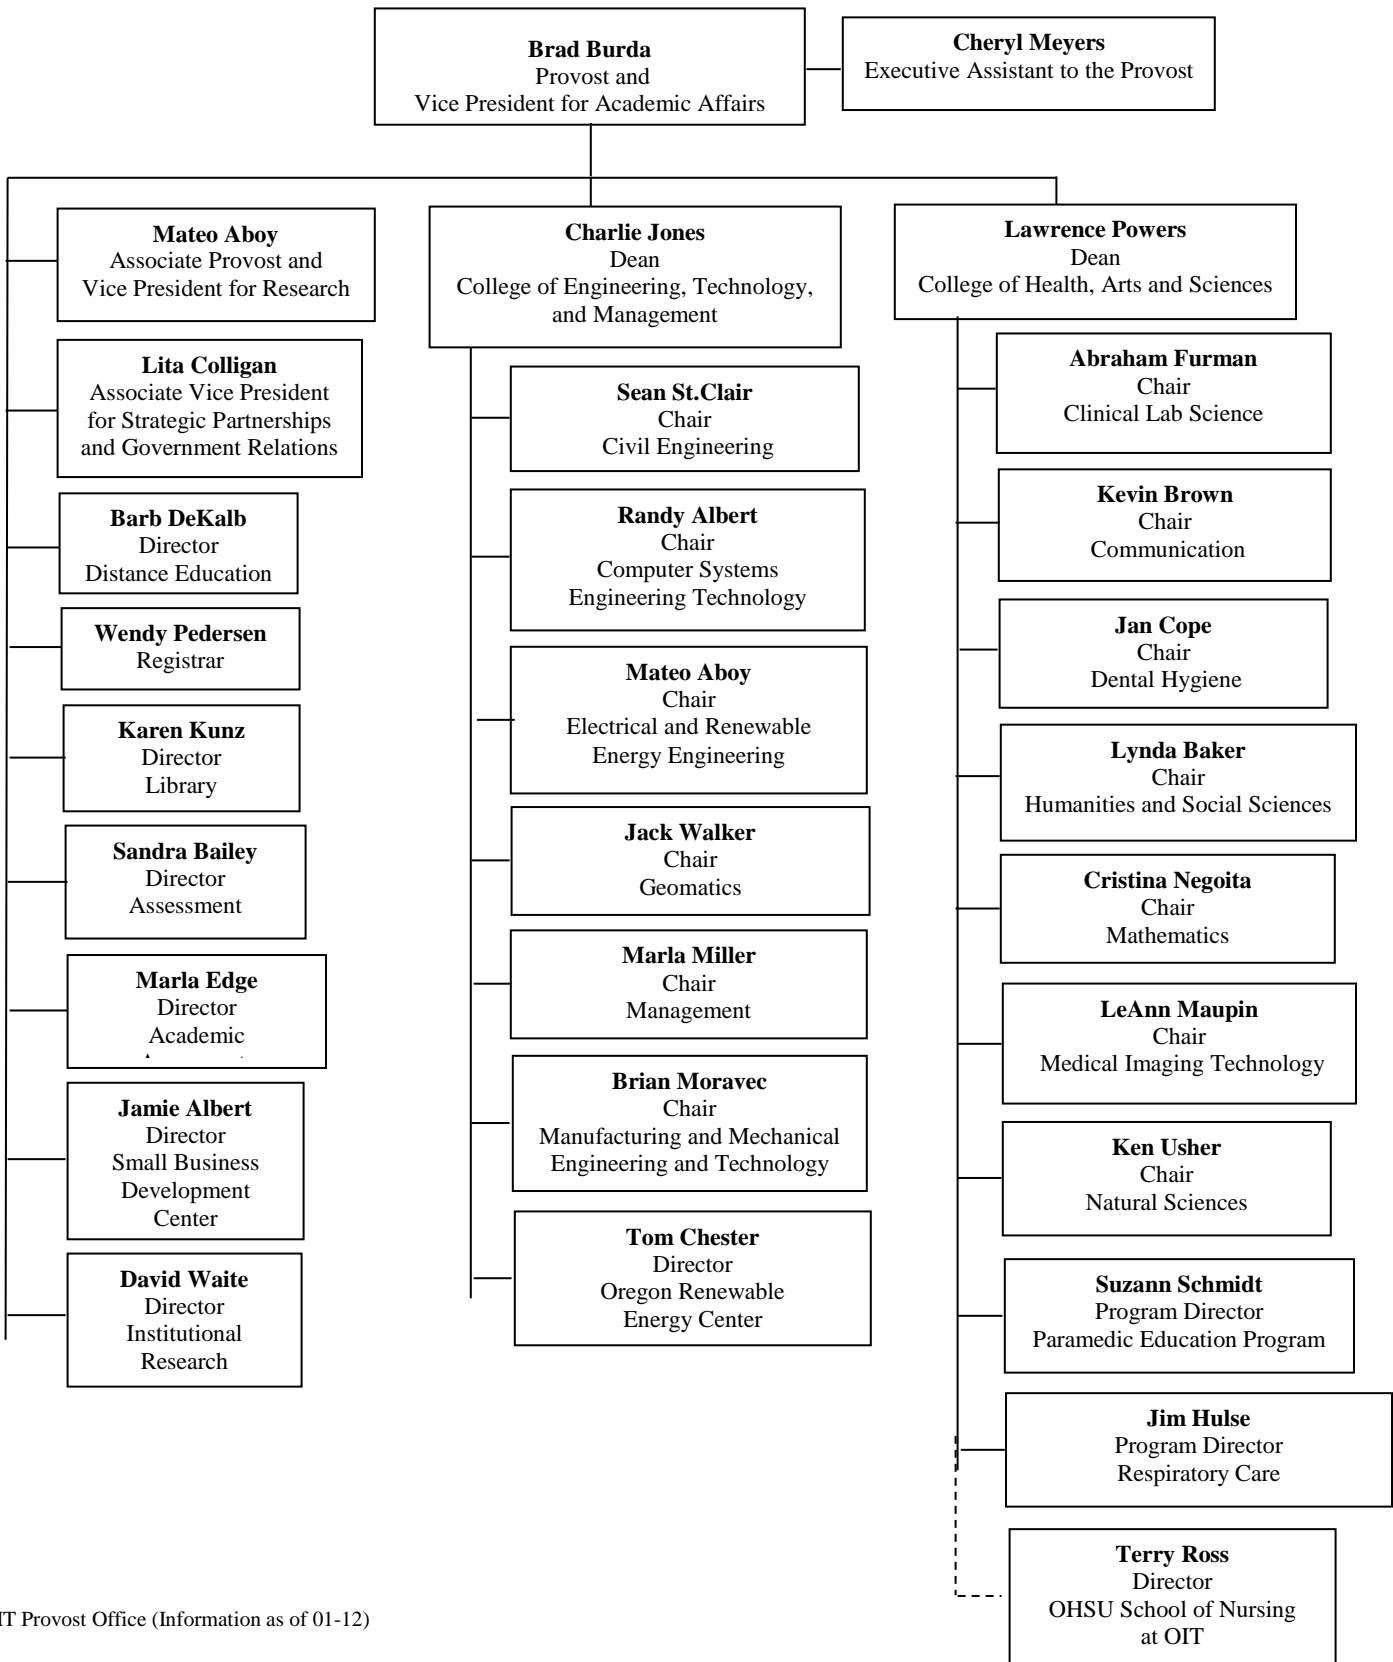 Brad Burda
Provost and
Vice President for Academic Affairs
Cheryl Meyers
Executive Assistant to the Provost
Mateo Aboy
Associate Provost and
Vice President for Research
Lita Colligan
Associate Vice President
for Strategic Partnerships
and Government Relations
Barb DeKalb
Director
Distance Education
Wendy Pedersen
Registrar
Karen Kunz
Director
Library
Sandra Bailey
Director
Assessment
Marla Edge
Director
Academic
Jamie Albert
Director
Small Business
Development
Center
David Waite
Director
Institutional
Research
Charlie Jones
Dean
College of Engineering, Technology,
and Management
Sean St.Clair
Chair
Civil Engineering
Randy Albert
Chair
Computer Systems
Engineering Technology
Mateo Aboy
Chair
Electrical and Renewable
Energy Engineering
Jack Walker
Chair
Geomatics
Marla Miller
Chair
Management
Brian Moravec
Chair
Manufacturing and Mechanical
Engineering and Technology
Tom Chester
Director
Oregon Renewable
Energy Center
Lawrence Powers
Dean
College of Health, Arts and Sciences
Abraham Furman
Chair
Clinical Lab Science
Kevin Brown
Chair
Communication
Jan Cope
Chair
Dental Hygiene
Lynda Baker
Chair
Humanities and Social Sciences
Cristina Negoita
Chair
Mathematics
LeAnn Maupin
Chair
Medical Imaging Technology
Ken Usher
Chair
Natural Sciences
Suzann Schmidt
Program Director
Paramedic Education Program
Jim Hulse
Program Director
Respiratory Care
Terry Ross
Director
OHSU School of Nursing
at OIT
Provost Office (Information as of 01-12)